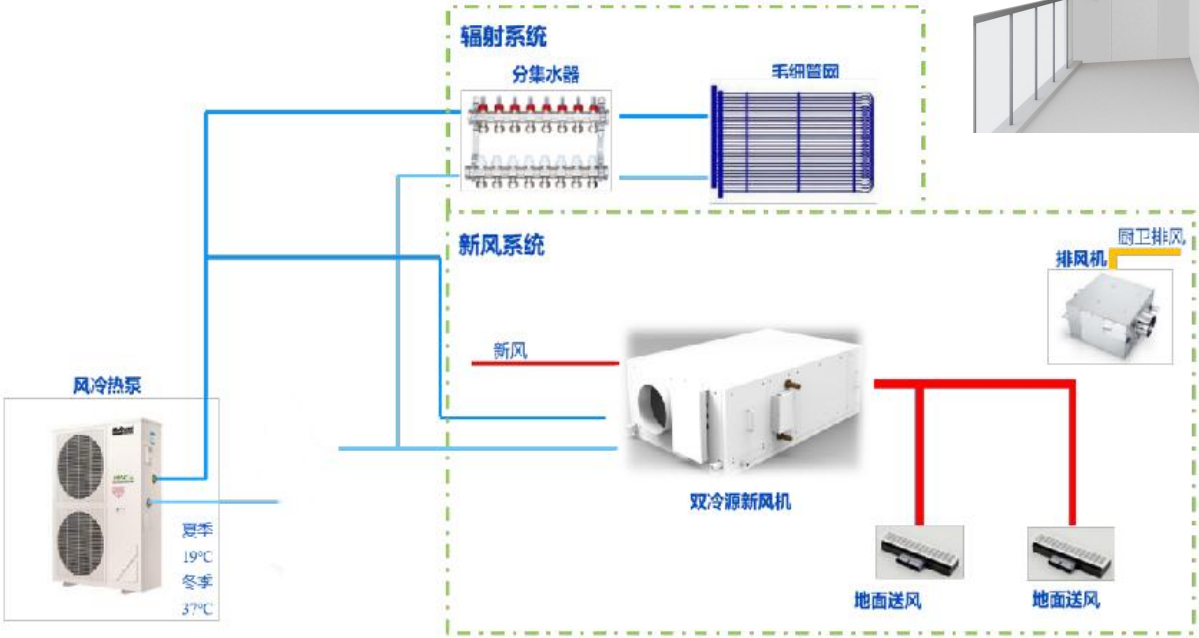 辐射系统
分集水器
毛细管网
新风系统
厨卫排风
排风机
新风
风冷热泵
双冷源新风机
夏季
19℃
冬季
37℃
地面送风
地面送风